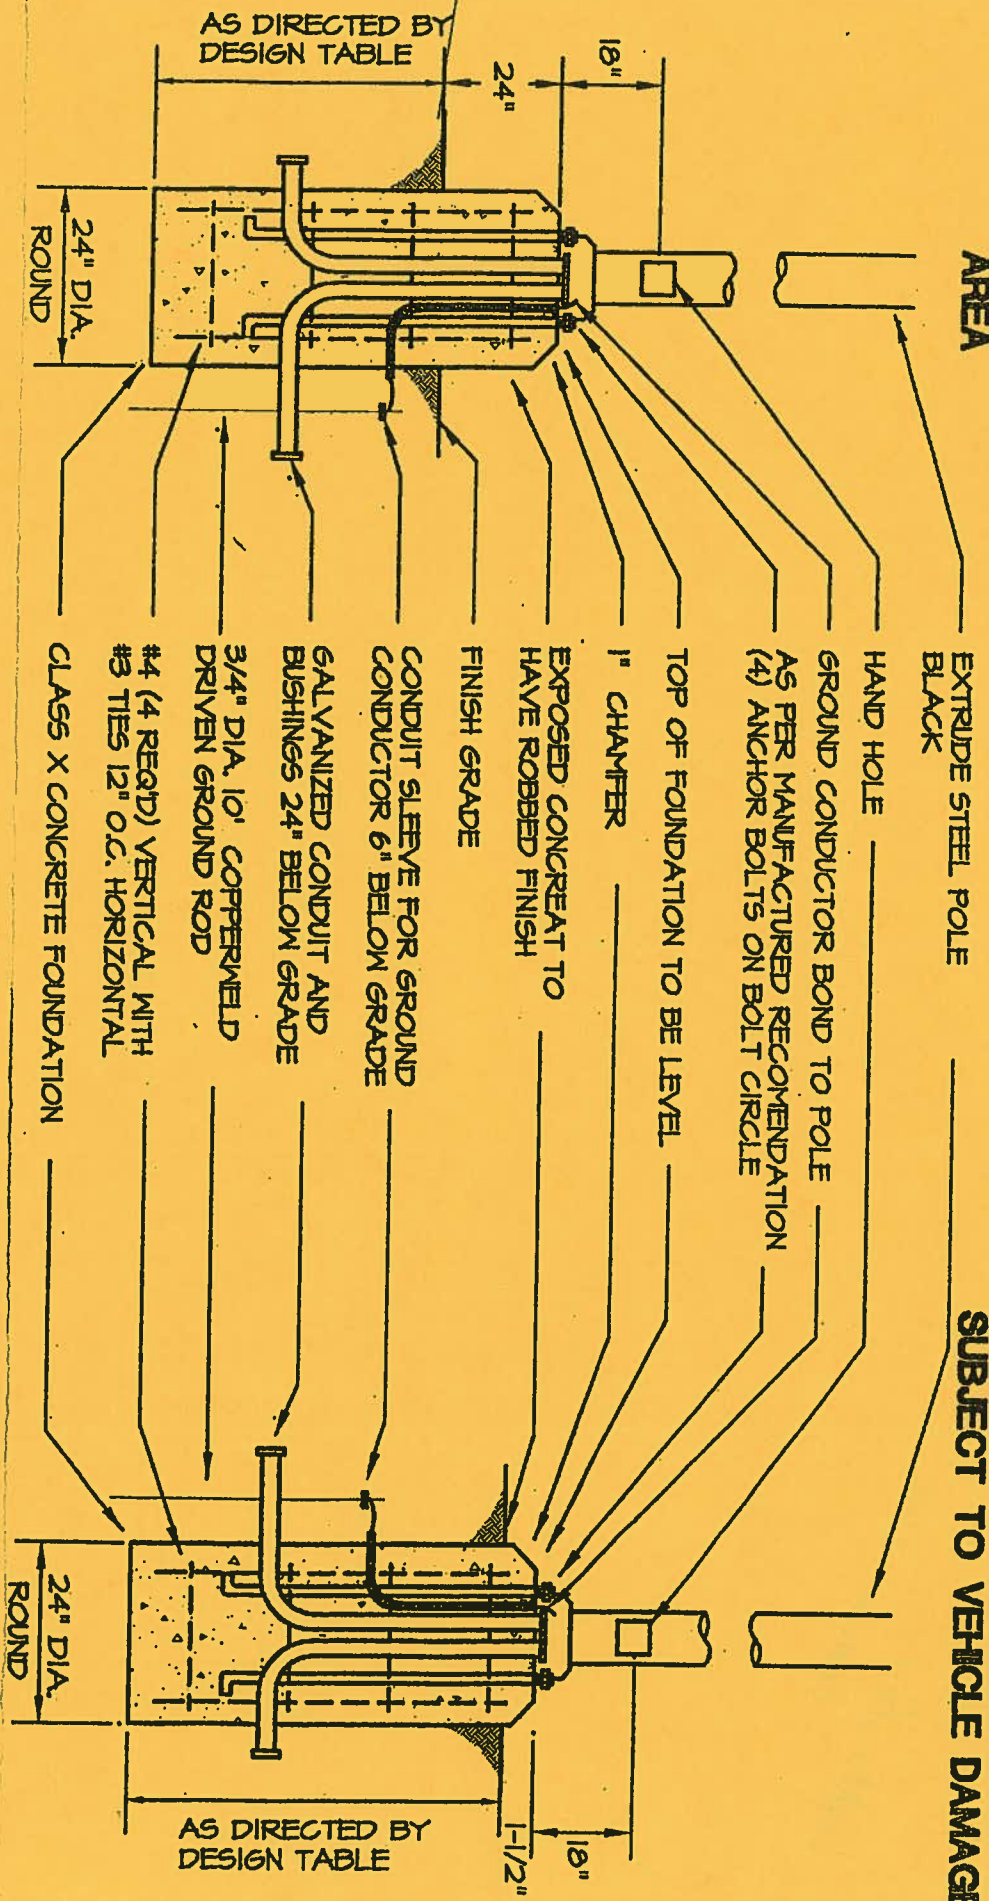 AREA
SUBJECT TO VEHICLE DAMAGE
AS DIRECTED BY
DESIGN TABLE
24"
18"
24" DIA.
ROUND
EXTRUDE STEEL POLE
BLACK
HAND HOLE
GROUND CONDUCTOR BOND TO POLE
AS PER MANUFACTURED RECOMENDATION
(4) ANCHOR BOLTS ON BOLT CIRCLE
TOP OF FOUNDATION TO BE LEVEL
1" CHAMFER
EXPOSED CONCREAT TO
HAVE ROBBED FINISH
FINISH GRADE
CONDUIT SLEEVE FOR GROUND
CONDUCTOR 6" BELOW GRADE
GALVANIZED CONDUIT AND
BUSHINGS 24" BELOW GRADE
3/4" DIA. 10' COPPERWELD
DRIVEN GROUND ROD
#4 (4 REQ'D) VERTICAL WITH
#3 TIES 12" O.C. HORIZONTAL
CLASS X CONCRETE FOUNDATION
18"
1-1/2"
AS DIRECTED BY
DESIGN TABLE
24" DIA.
ROUND